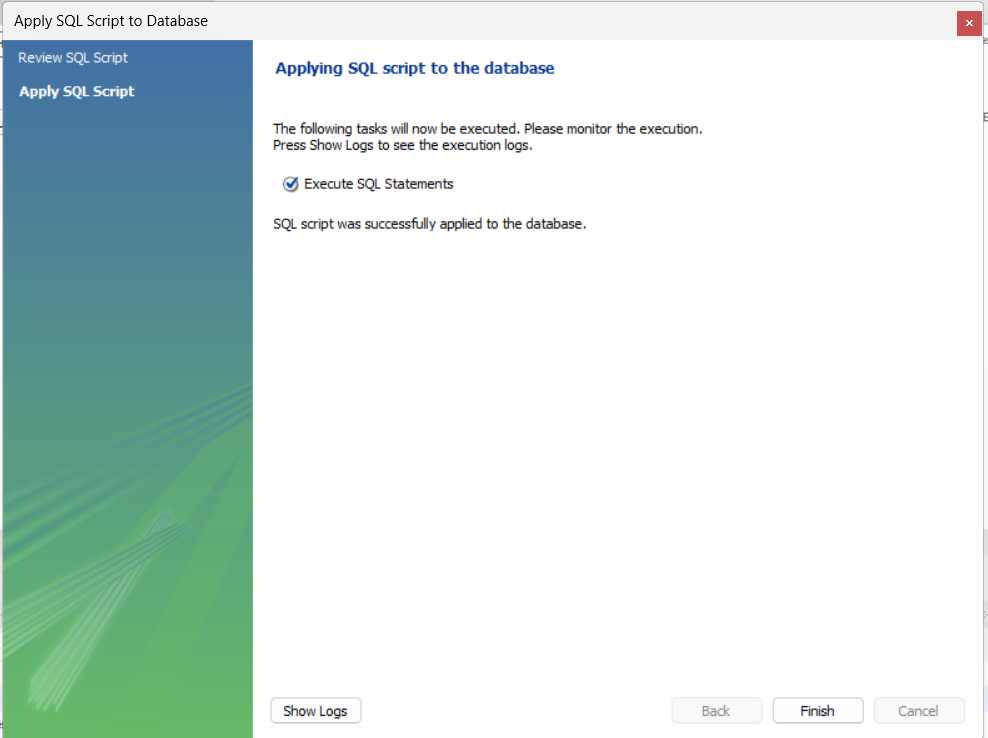 Apply SQL Script to Database
Review SQL Script
Apply SQL Script
Applying SQL script to the database
The following tasks will now be executed. Please monitor the execution.
Press Show Logs to see the execution logs.
Execute SQL Statements
SQL script was successfully applied to the database.
Show Logs
Back
Finish
Cancel